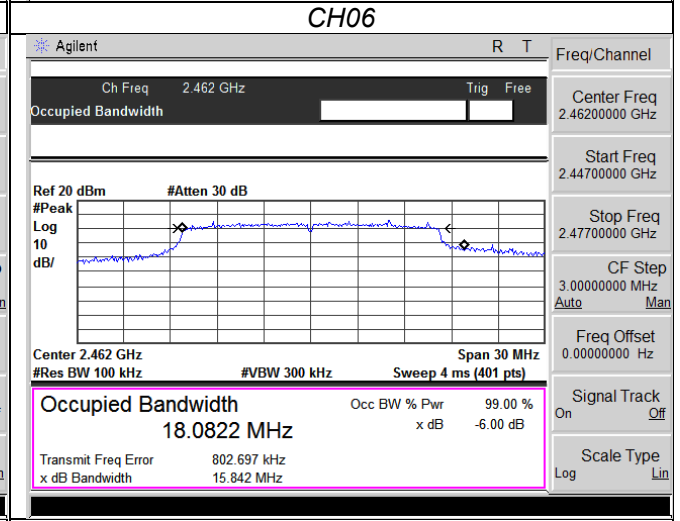 CH06
Agilent R T
Ch Freq 2.462 GHz Trig Free
Occupied Bandwidth
Ref 20 dBm #Atten 30 dB
#Peak
Log
10
dB/
Center 2.462 GHz Span 30 MHz
#Res BW 100 kHz #VBW 300 kHz Sweep 4 ms (401 pts)
Occupied Bandwidth Occ BW % Pwr 99.00 %
18.0822 MHz x dB -6.00 dB
Transmit Freq Error 802.697 kHz
x dB Bandwidth 15.842 MHz
Freq/Channel
Center Freq
2.46200000 GHz
Start Freq
2.44700000 GHz
Stop Freq
2.47700000 GHz
CF Step
3.00000000 MHz
Auto Man
Freq Offset
0.00000000 Hz
Signal Track
On Off
Scale Type
Log Lin